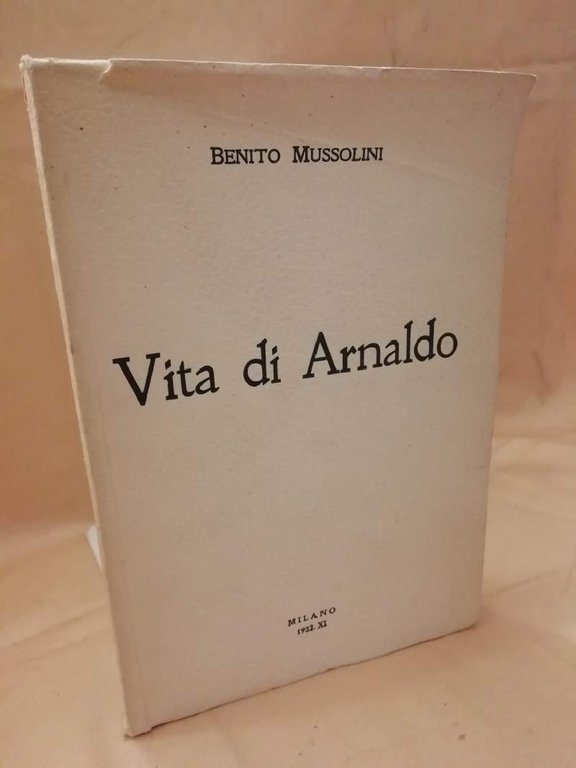 BENITO MUSSOLINI
Vita di Arnaldo
MILANO
1932. XI